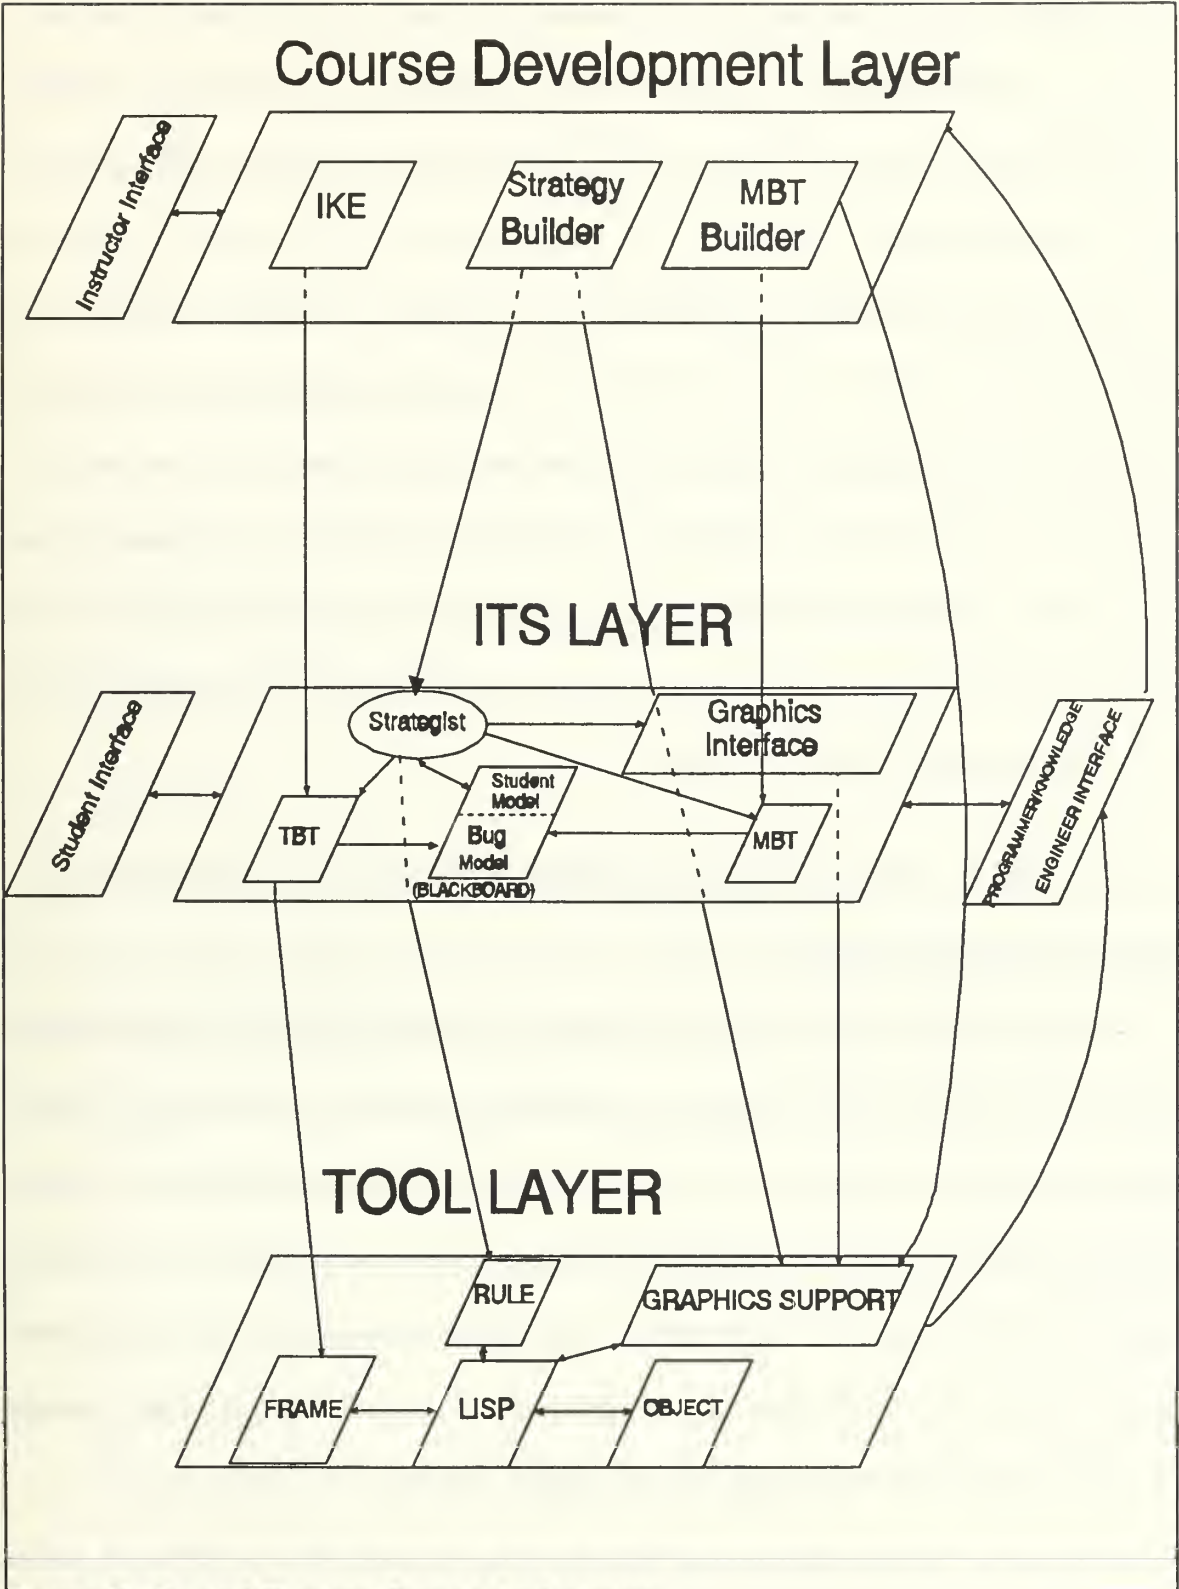 Course Development Layer
Instructor Interface
IKE
Strategy
Builder
MBT
Builder
ITS LAYER
Student Interface
Strategist
Graphics
Interface
Student
Model
Bug
Model
(BLACKBOARD)
TBT
MBT
PROGRAMMER/KNOWLEDGE
ENGINEER INTERFACE
TOOL LAYER
RULE
GRAPHICS SUPPORT
FRAME
LISP
OBJECT